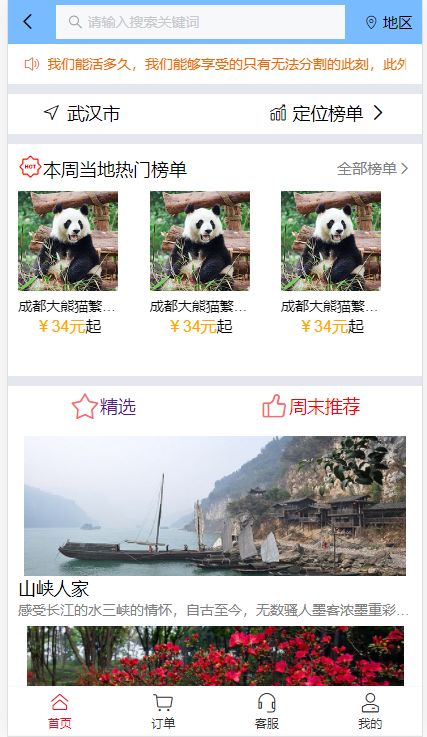 请输入搜索关键词
地区
我们能活多久，我们能够享受的只有无法分割的此刻，此外
武汉市
定位榜单
HOT
本周当地热门榜单
全部榜单
成都大熊猫繁...
成都大熊猫繁...
成都大熊猫繁...
￥34元起
￥34元起
￥34元起
精选
周末推荐
山峡人家
感受长江的水三峡的情怀，自古至今，无数骚人墨客浓墨重彩...
首页
订单
客服
我的